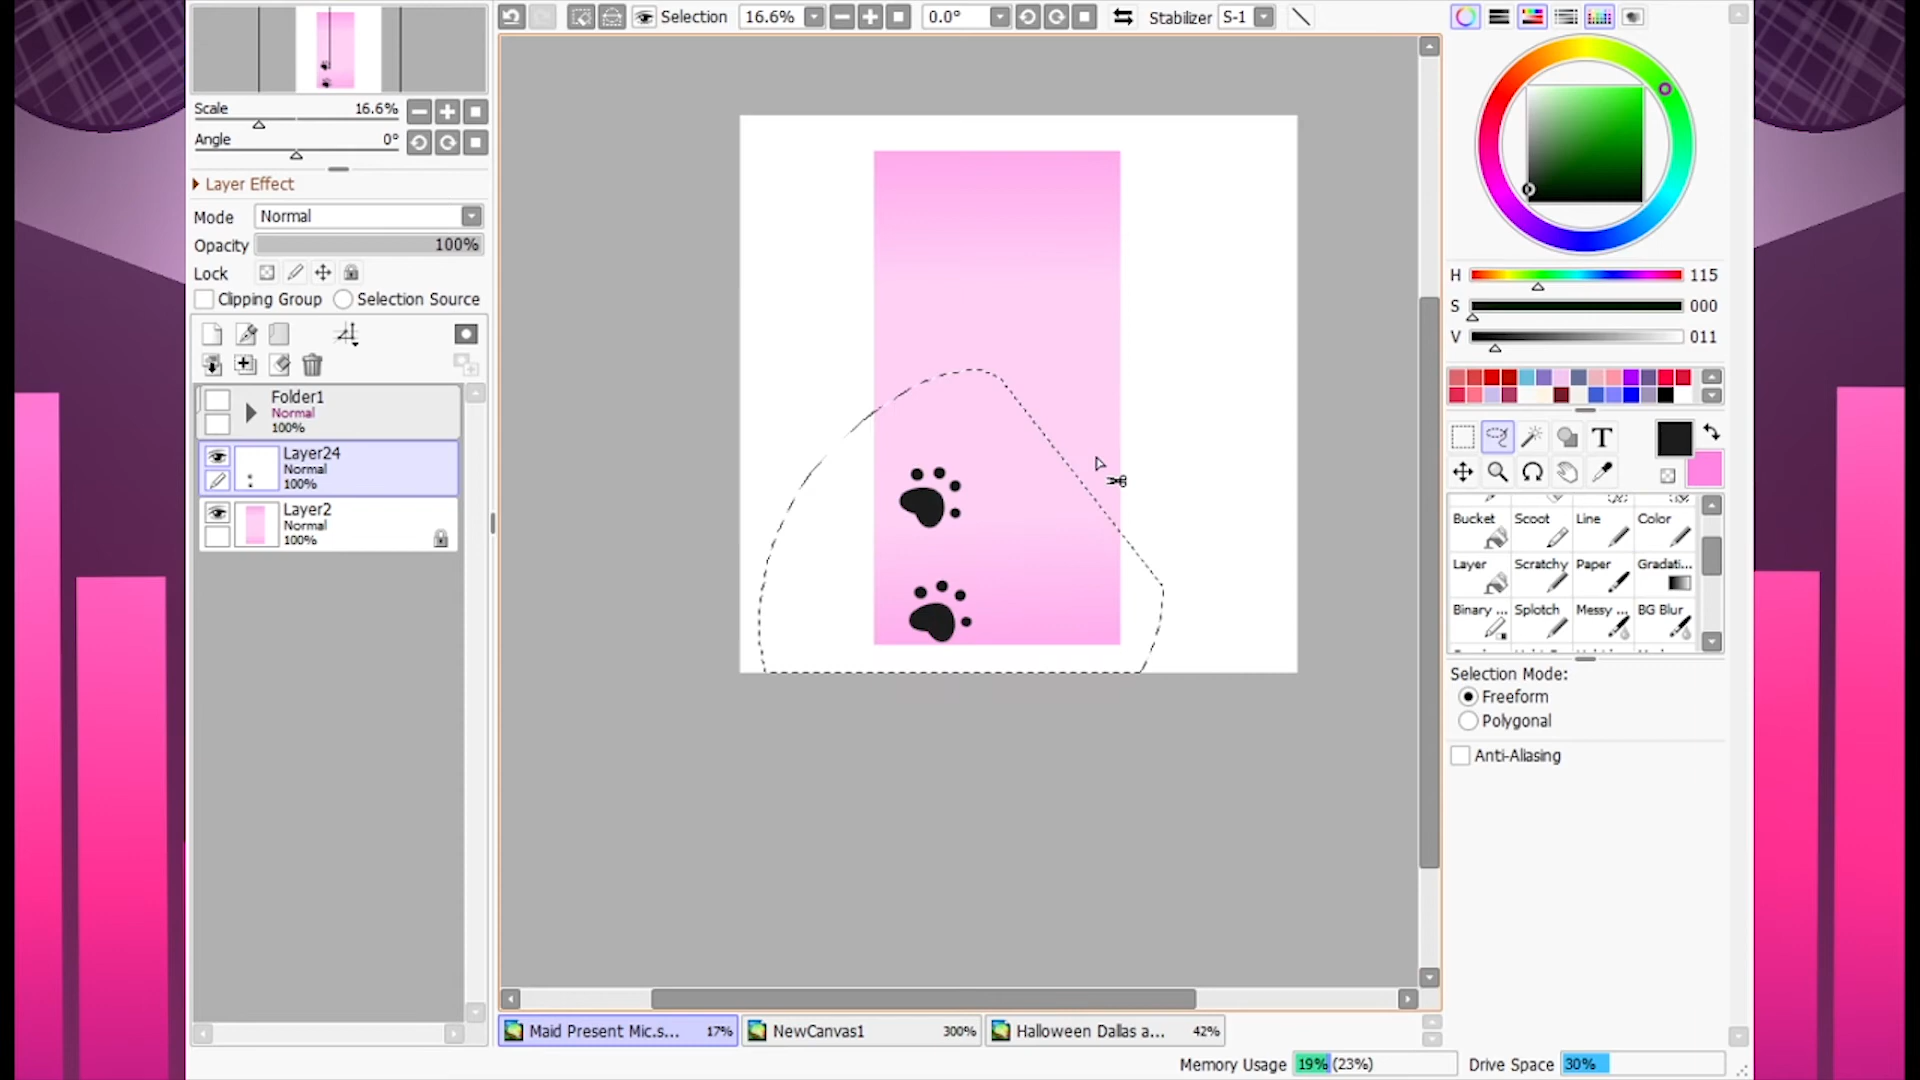 Selection 16.6% 0.0° Stabilizer S-1
Scale 16.6%
Angle 0°
Layer Effect
Mode Normal
Opacity 100%
Lock
Clipping Group Selection Source
Folder1
Normal
100%
Layer24
Normal
100%
Layer2
Normal
100%
H 115
S 000
V 011
T
Bucket Scoot Line Color
Layer Scratchy Paper Gradati...
Binary ... Splotch Messy ... BG Blur
Selection Mode:
Freeform
Polygonal
Anti-Aliasing
Maid Present Mic.s... 17% NewCanvas1 300% Halloween Dallas a... 42%
Memory Usage 19% (23%) Drive Space 30%